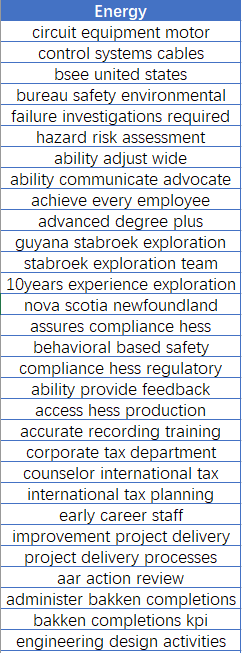 Energy
circuit equipment motor
control systems cables
bsee united states
bureau safety environmental
failure investigations required
hazard risk assessment
ability adjust wide
ability communicate advocate
achieve every employee
advanced degree plus
guyana stabroek exploration
stabroek exploration team
10years experience exploration
nova scotia newfoundland
assures compliance hess
behavioral based safety
compliance hess regulatory
ability provide feedback
access hess production
accurate recording training
corporate tax department
counselor international tax
international tax planning
early career staff
improvement project delivery
project delivery processes
aar action review
administer bakken completions
bakken completions kpi
engineering design activities